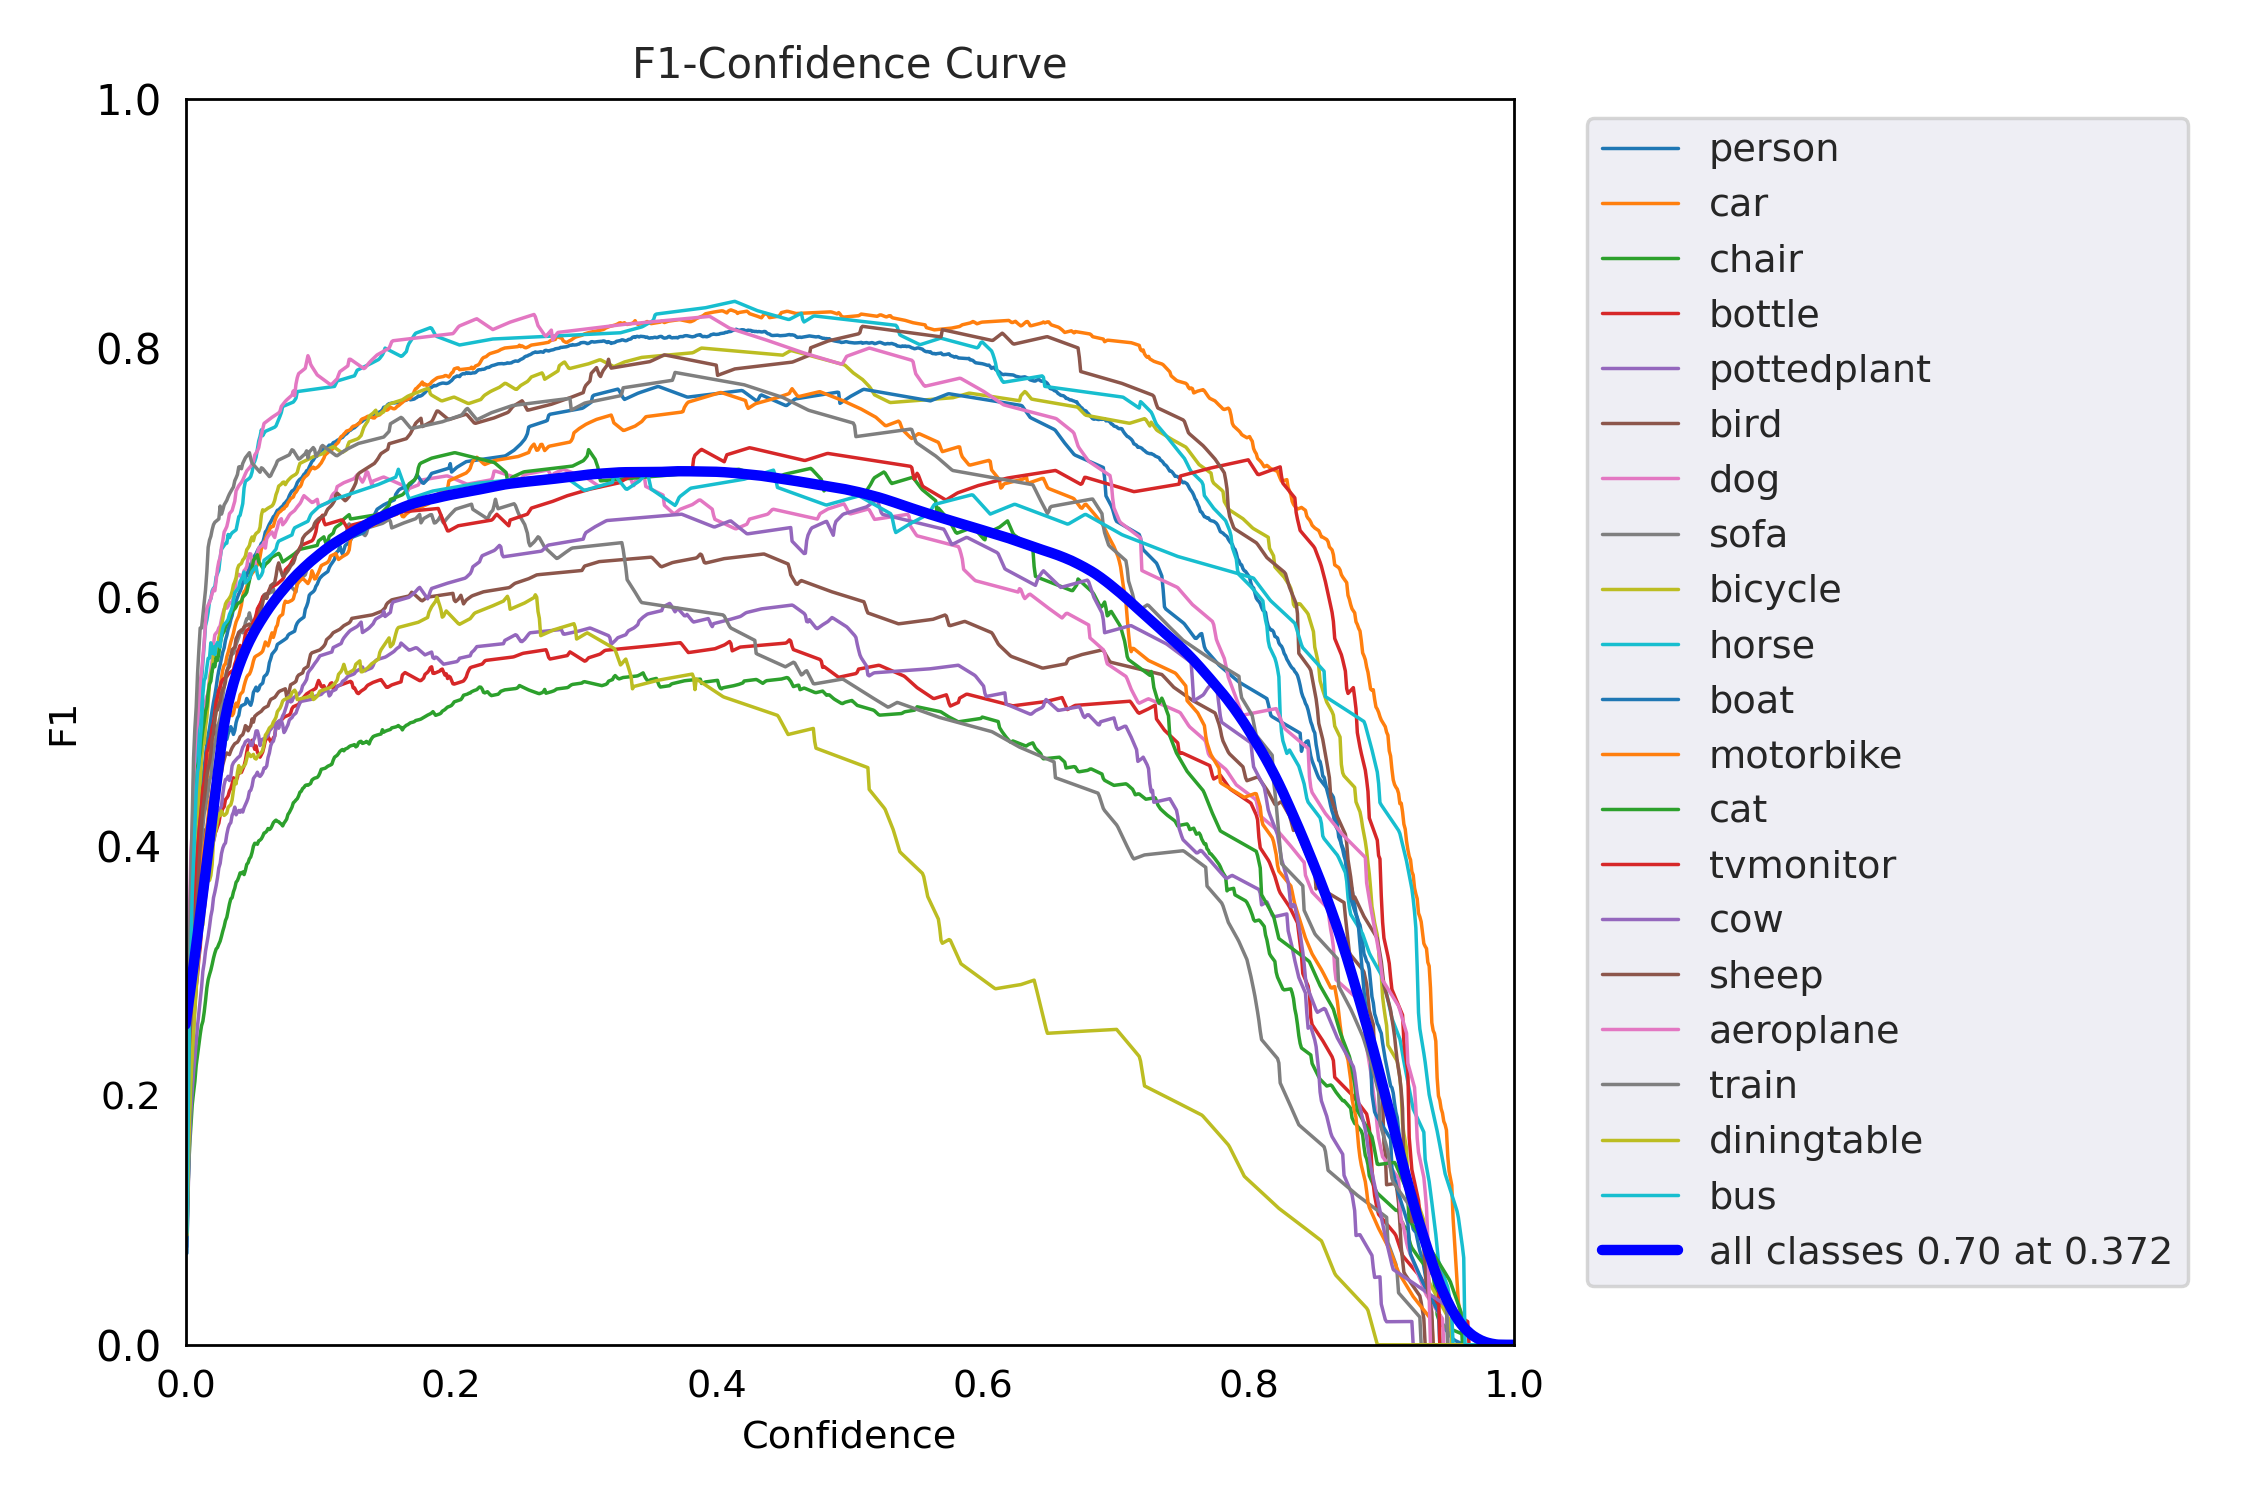 F1-Confidence Curve
1.0
0.8
0.6
0.4
0.2
0.0
F1
0.0 0.2 0.4 0.6 0.8 1.0
Confidence
person
car
chair
bottle
pottedplant
bird
dog
sofa
bicycle
horse
boat
motorbike
cat
tvmonitor
cow
sheep
aeroplane
train
diningtable
bus
all classes 0.70 at 0.372